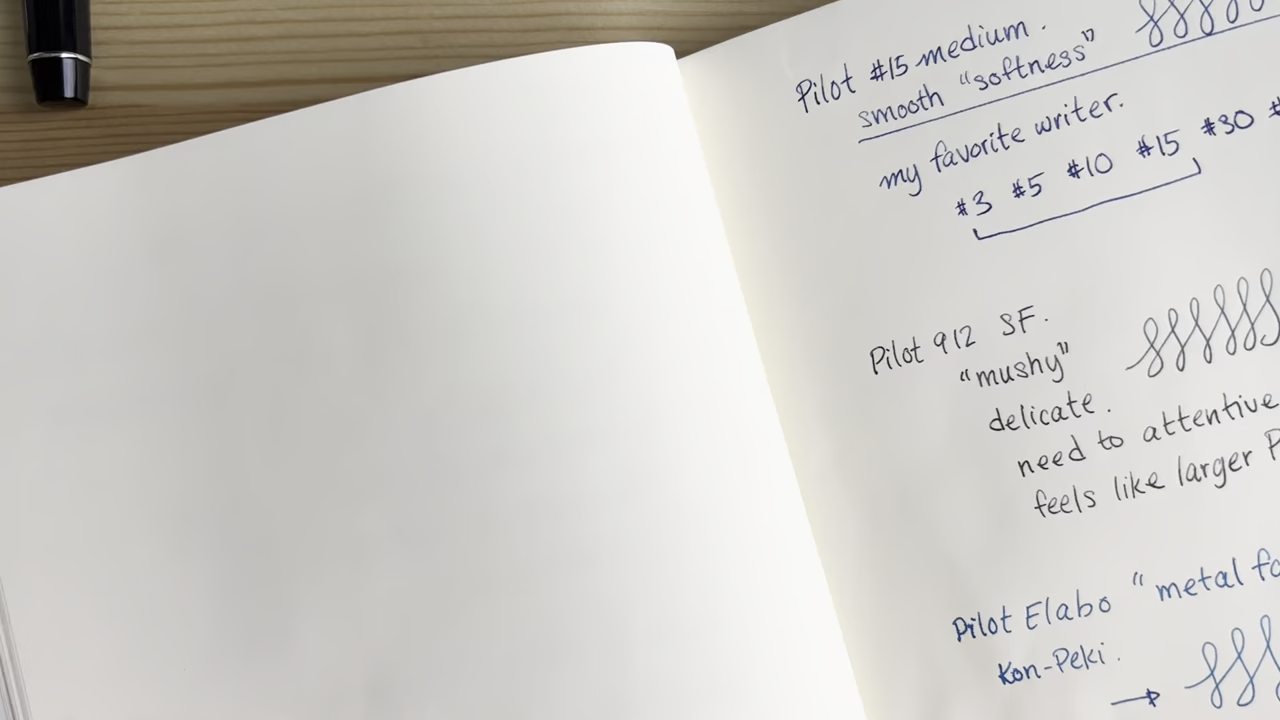 Pilot #15 medium.
smooth "softness"
my favorite writer.
#3 #5 #10 #15 #30
Pilot 912 SF.
"mushy"
delicate.
need to attentive
feels like larger
Pilot Elabo "metal
Kon-Peki.